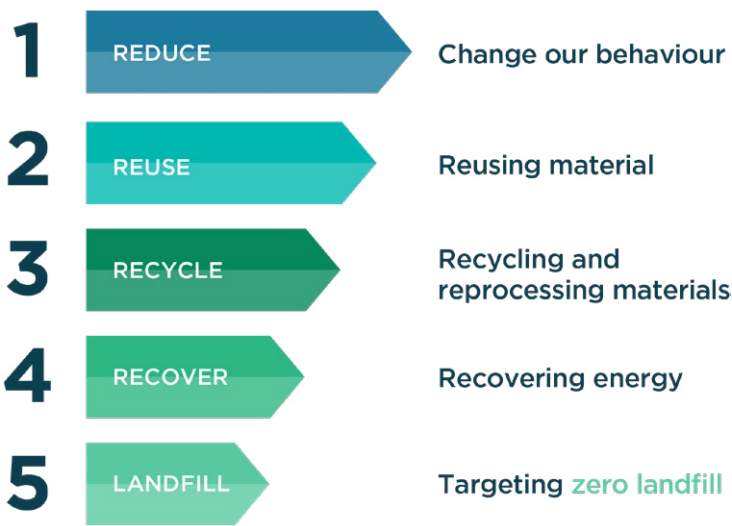 1 REDUCE Change our behaviour
2 REUSE Reusing material
3 RECYCLE Recycling and
reprocessing materials
4 RECOVER Recovering energy
5 LANDFILL Targeting zero landfill